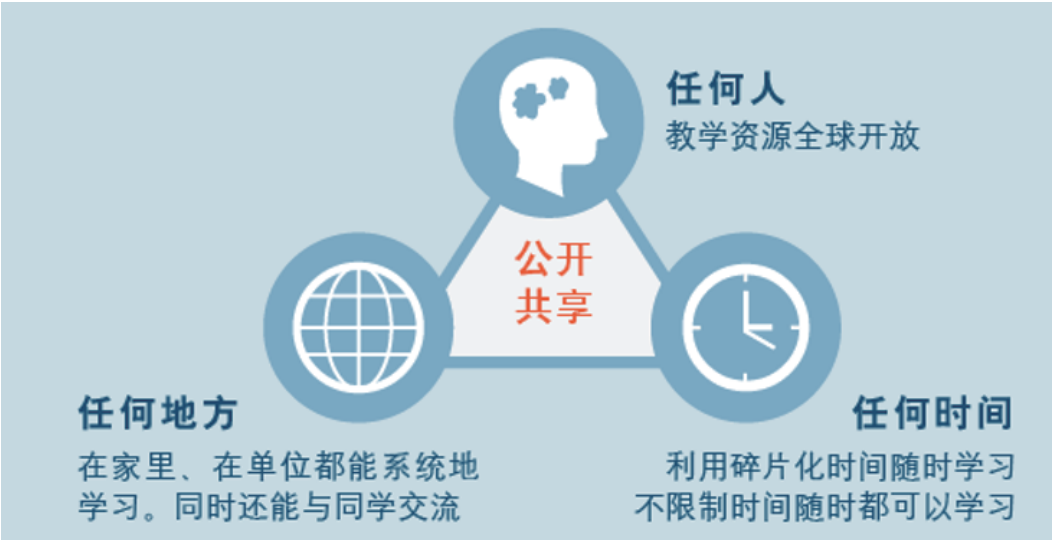 任何人
教学资源全球开放
公开
共享
任何地方
在家里、在单位都能系统地
学习。同时还能与同学交流
任何时间
利用碎片化时间随时学习
不限制时间随时都可以学习